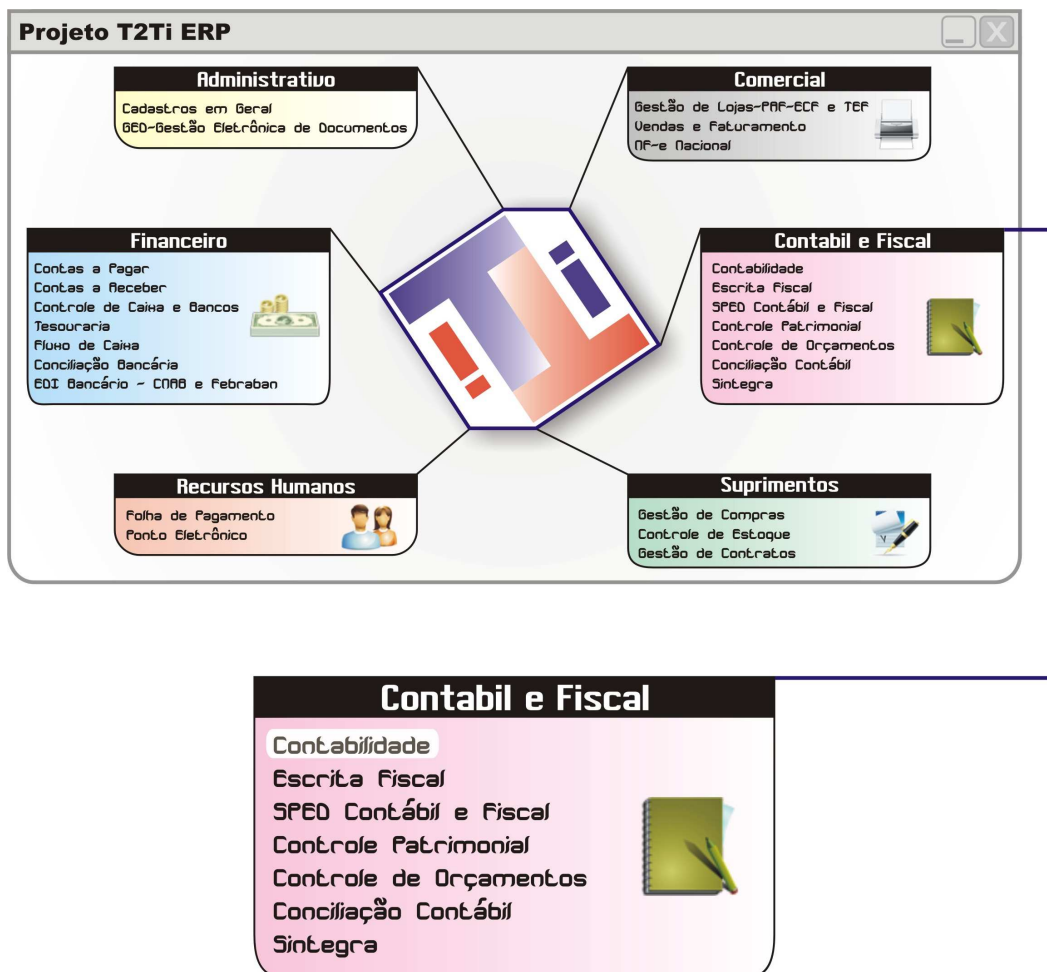 Projeto T2Ti ERP
Administrativo
Cadastros em Geral
GED-Gestão Eletrônica de Documentos
Comercial
Gestão de Lojas-PAF-ECF e TEF
Vendas e Faturamento
NF-e Nacional
Financeiro
Contas a Pagar
Contas a Receber
Controle de Caixa e Bancos
Tesouraria
Fluxo de Caixa
Conciliação Bancária
EDI Bancário - CNAB e Febraban
Contabil e Fiscal
Contabilidade
Escrita Fiscal
SPED Contábil e Fiscal
Controle Patrimonial
Controle de Orçamentos
Conciliação Contábil
Sintegra
Recursos Humanos
Folha de Pagamento
Ponto Eletrônico
Suprimentos
Gestão de Compras
Controle de Estoque
Gestão de Contratos
Contabil e Fiscal
Contabilidade
Escrita Fiscal
SPED Contábil e Fiscal
Controle Patrimonial
Controle de Orçamentos
Conciliação Contábil
Sintegra